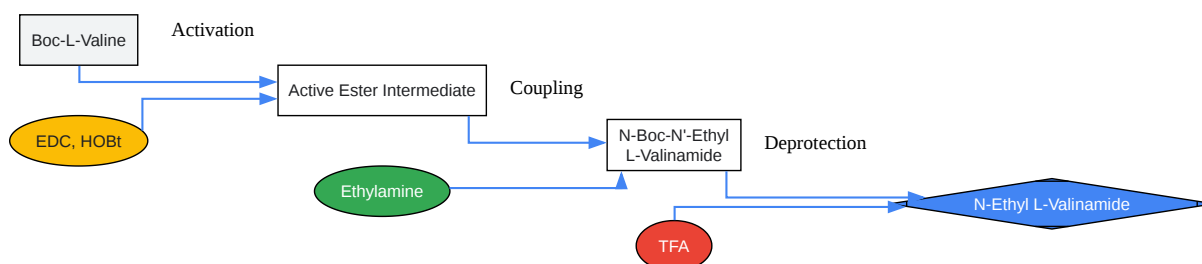 Boc-L-Valine
Activation
EDC, HOBt
Active Ester Intermediate
Coupling
Ethylamine
N-Boc-N'-Ethyl
L-Valinamide
Deprotection
TFA
N-Ethyl L-Valinamide